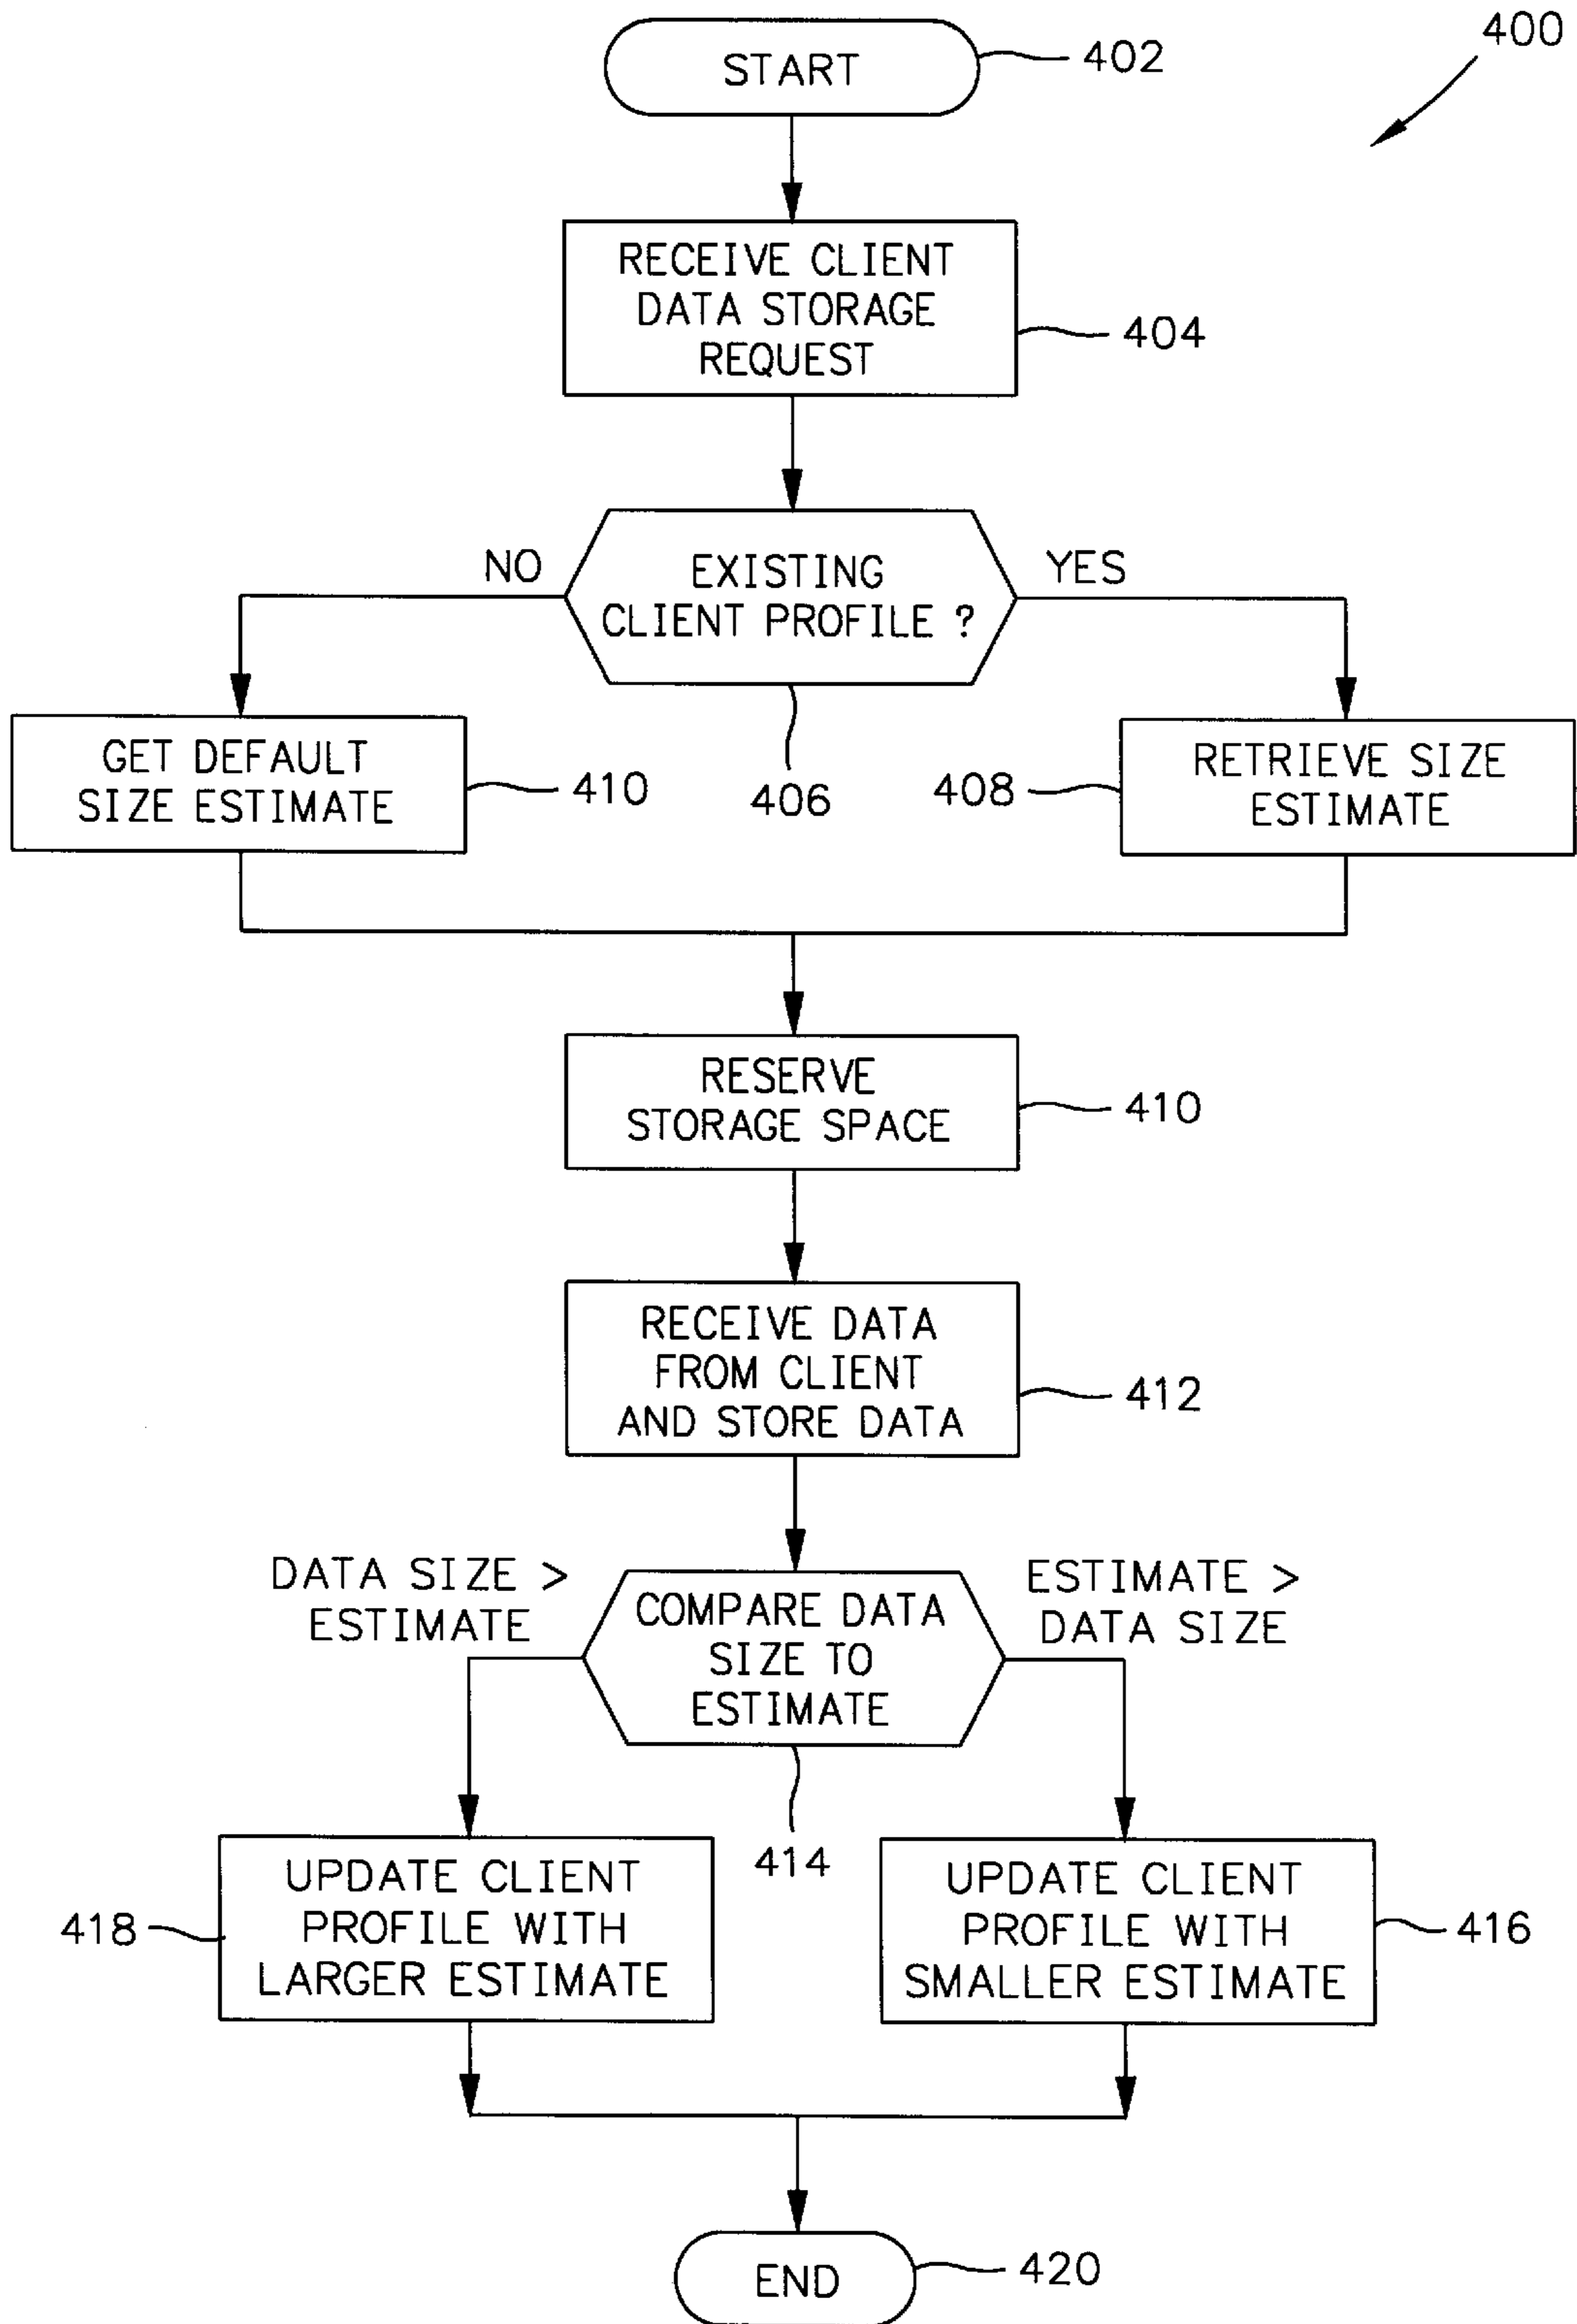 400
START
402
RECEIVE CLIENT
DATA STORAGE
REQUEST
404
NO
EXISTING
CLIENT PROFILE ?
YES
406
GET DEFAULT
SIZE ESTIMATE
410
408
RETRIEVE SIZE
ESTIMATE
RESERVE
STORAGE SPACE
410
RECEIVE DATA
FROM CLIENT
AND STORE DATA
412
DATA SIZE >
ESTIMATE
COMPARE DATA
SIZE TO
ESTIMATE
ESTIMATE >
DATA SIZE
414
418
UPDATE CLIENT
PROFILE WITH
LARGER ESTIMATE
UPDATE CLIENT
PROFILE WITH
SMALLER ESTIMATE
416
END
420